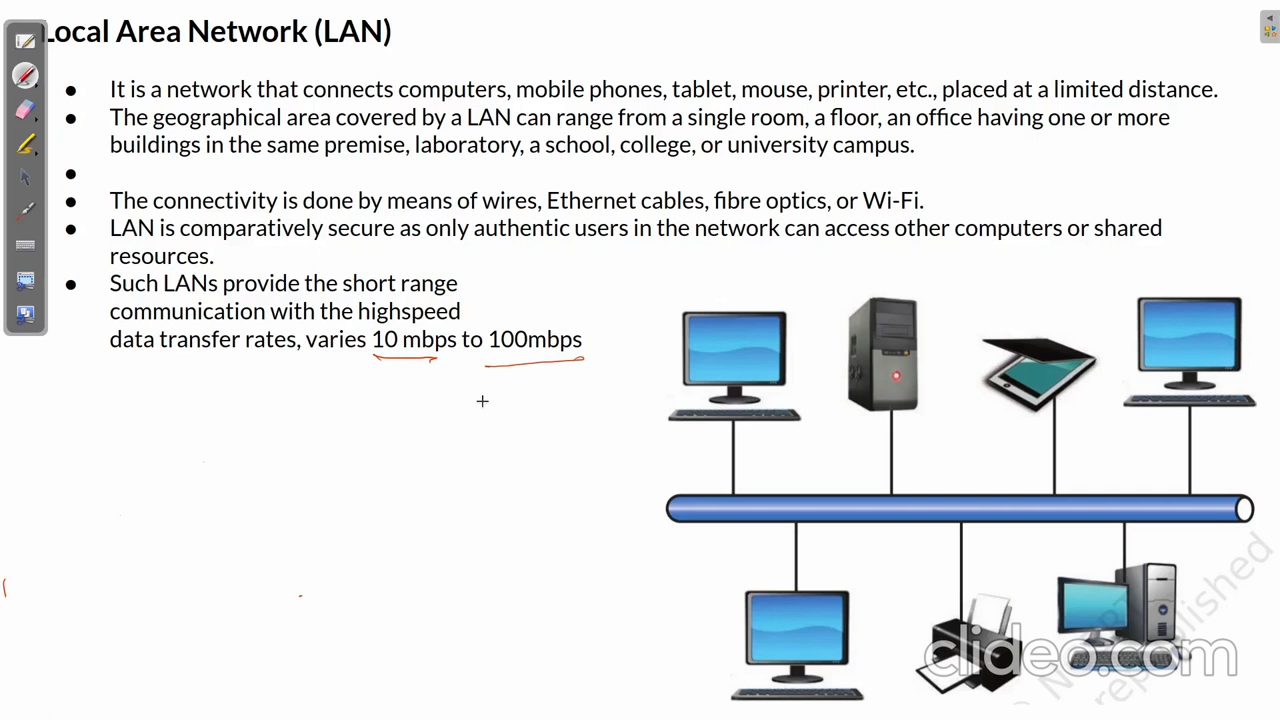 Local Area Network (LAN)
● It is a network that connects computers, mobile phones, tablet, mouse, printer, etc., placed at a limited distance.
● The geographical area covered by a LAN can range from a single room, a floor, an office having one or more
buildings in the same premise, laboratory, a school, college, or university campus.
●
● The connectivity is done by means of wires, Ethernet cables, fibre optics, or Wi-Fi.
● LAN is comparatively secure as only authentic users in the network can access other computers or shared
resources.
● Such LANs provide the short range
communication with the highspeed
data transfer rates, varies 10 mbps to 100mbps
clideo.com